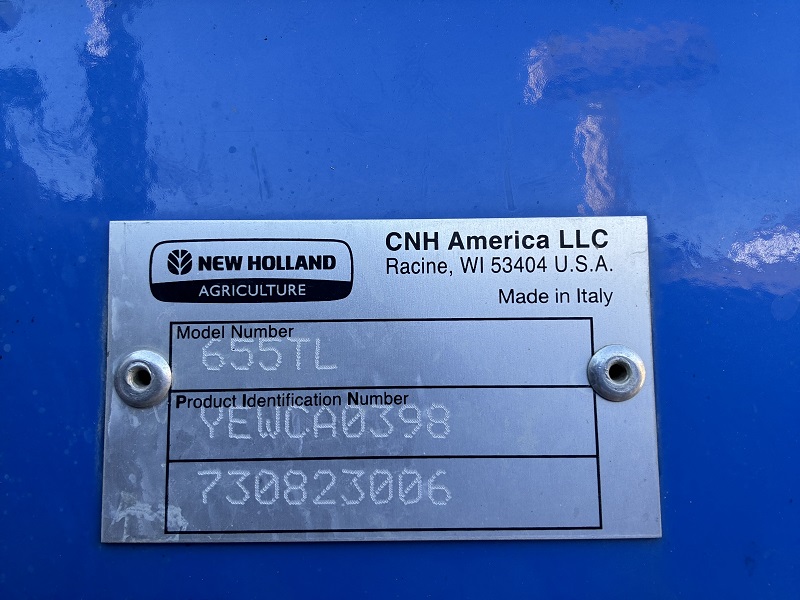 NEW HOLLAND
AGRICULTURE
CNH America LLC
Racine, WI 53404 U.S.A.
Made in Italy
Model Number
655TL
Product Identification Number
YEWCA0398
730823006